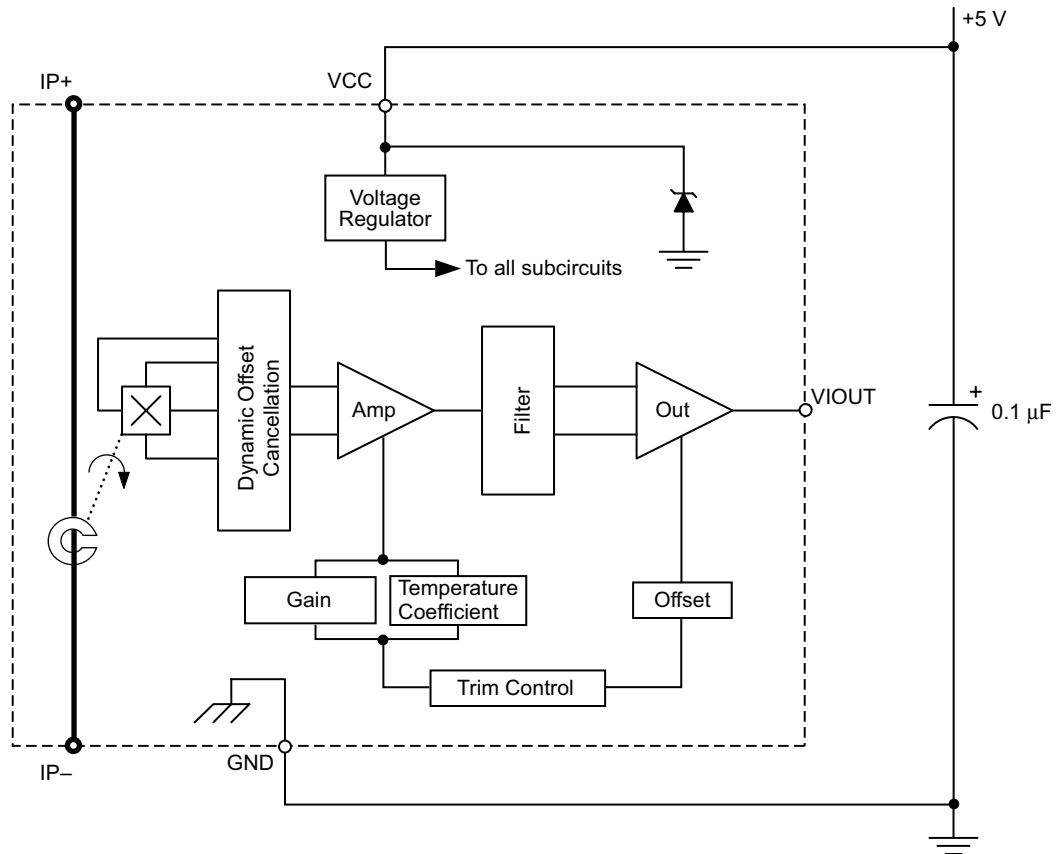 +5 V
IP+
VCC
Voltage
Regulator
To all subcircuits
Dynamic Offset
Cancellation
Amp
Filter
Out
VIOUT
+
0.1 µF
Gain
Temperature
Coefficient
Offset
Trim Control
GND
IP–